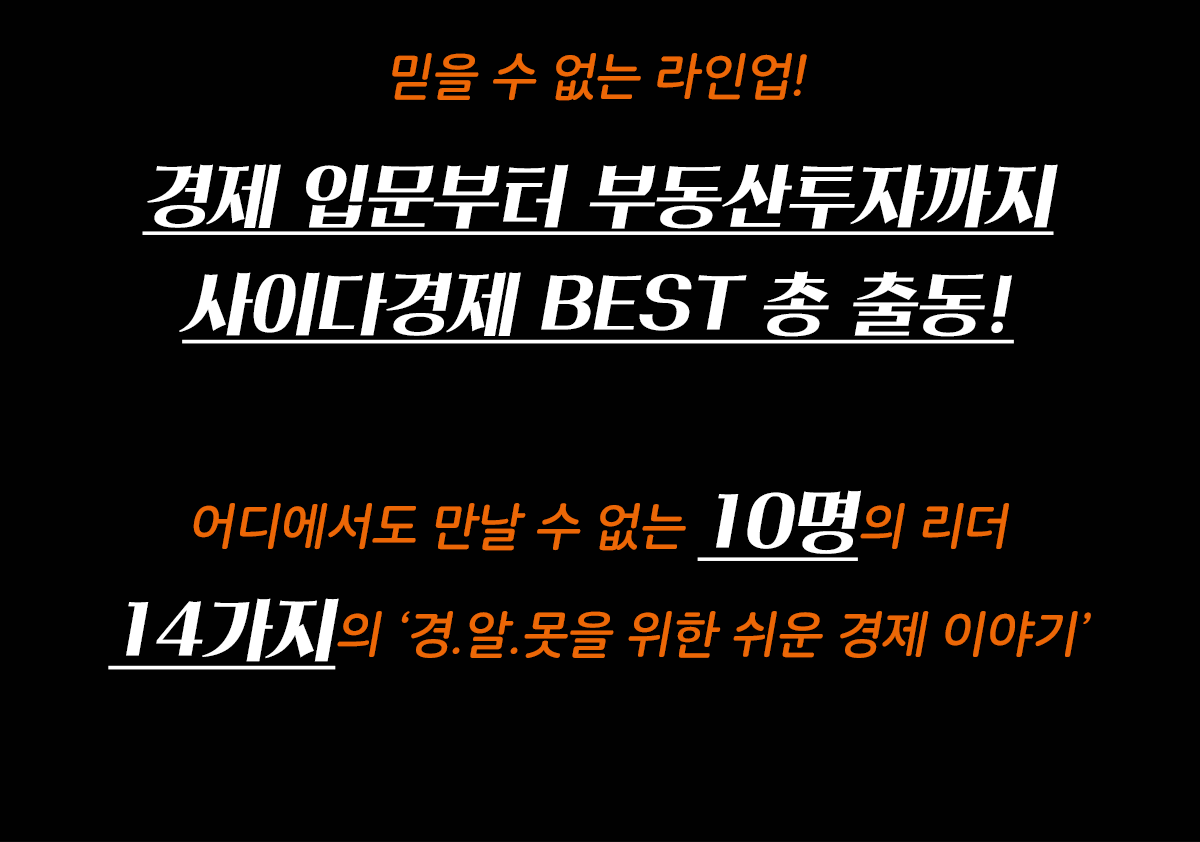 믿을 수 없는 라인업!
경제 입문부터 부동산투자까지
사이다경제 BEST 총 출동!
어디에서도 만날 수 없는 10명의 리더
14가지의 ‘경.알.못을 위한 쉬운 경제 이야기’